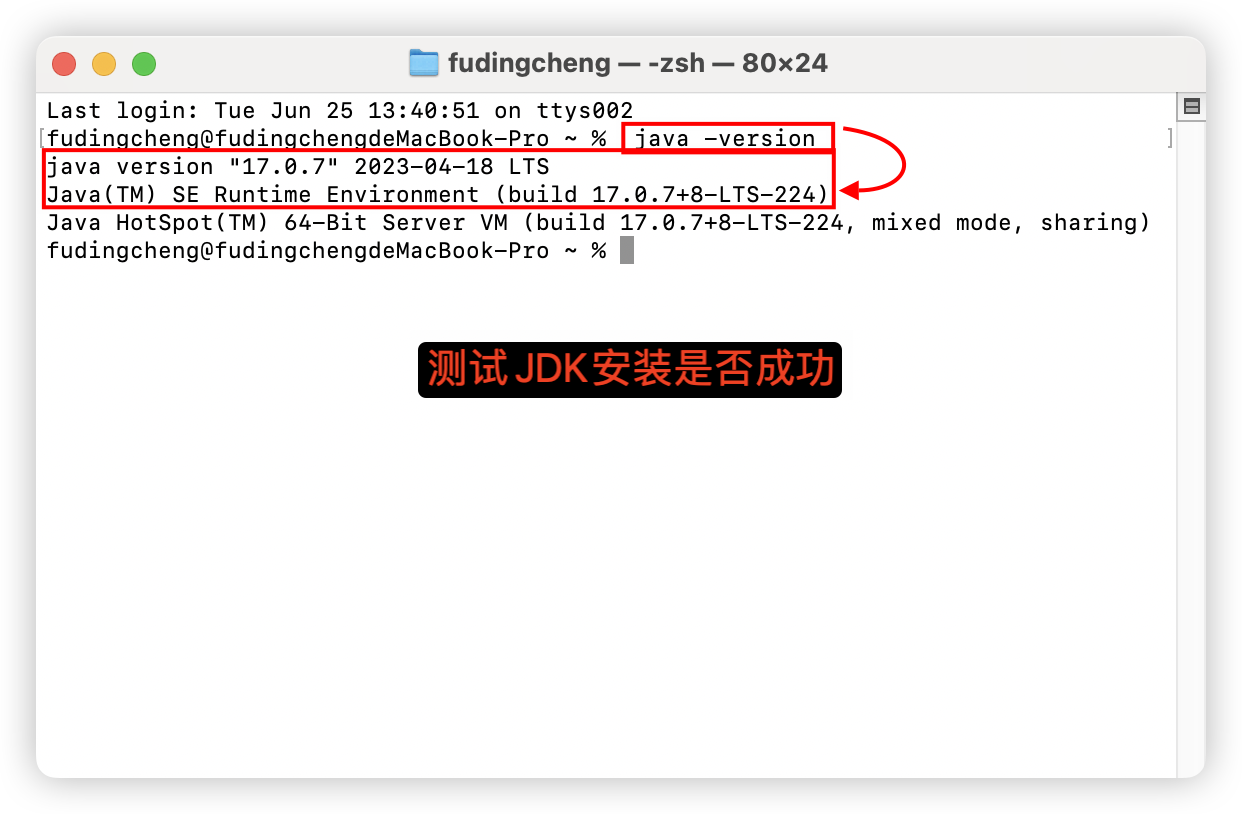 fudingcheng — -zsh — 80×24
Last login: Tue Jun 25 13:40:51 on ttys002
[fudingcheng@fudingchengdeMacBook-Pro ~ % java -version ]
java version "17.0.7" 2023-04-18 LTS
Java(TM) SE Runtime Environment (build 17.0.7+8-LTS-224)
Java HotSpot(TM) 64-Bit Server VM (build 17.0.7+8-LTS-224, mixed mode, sharing)
fudingcheng@fudingchengdeMacBook-Pro ~ %
测试JDK安装是否成功